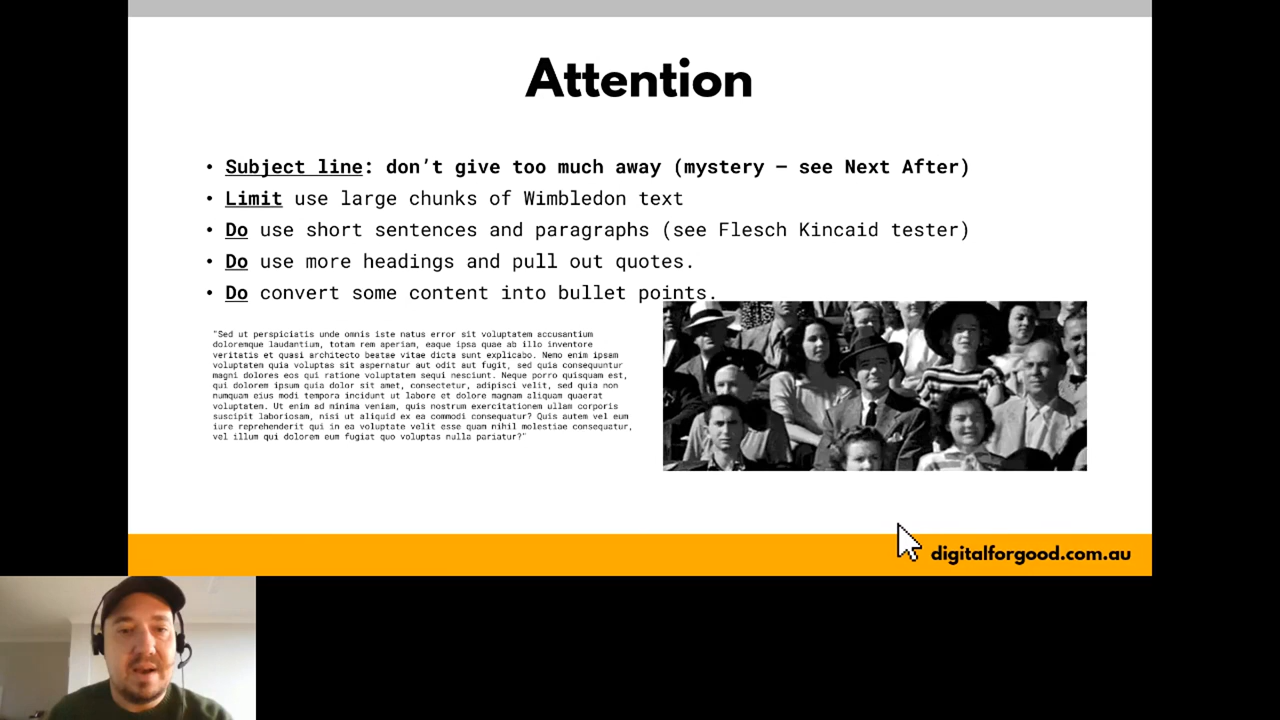 Attention
• Subject line: don’t give too much away (mystery – see Next After)
• Limit use large chunks of Wimbledon text
• Do use short sentences and paragraphs (see Flesch Kincaid tester)
• Do use more headings and pull out quotes.
• Do convert some content into bullet points.
"Sed ut perspiciatis unde omnis iste natus error sit voluptatem accusantium
doloremque laudantium, totam rem aperiam, eaque ipsa quae ab illo inventore
veritatis et quasi architecto beatae vitae dicta sunt explicabo. Nemo enim ipsam
voluptatem quia voluptas sit aspernatur aut odit aut fugit, sed quia consequuntur
magni dolores eos qui ratione voluptatem sequi nesciunt. Neque porro quisquam est,
qui dolorem ipsum quia dolor sit amet, consectetur, adipisci velit, sed quia non
numquam eius modi tempora incidunt ut labore et dolore magnam aliquam quaerat
voluptatem. Ut enim ad minima veniam, quis nostrum exercitationem ullam corporis
suscipit laboriosam, nisi ut aliquid ex ea commodi consequatur? Quis autem vel eum
iure reprehenderit qui in ea voluptate velit esse quam nihil molestiae consequatur,
vel illum qui dolorem eum fugiat quo voluptas nulla pariatur?"
digitalforgood.com.au